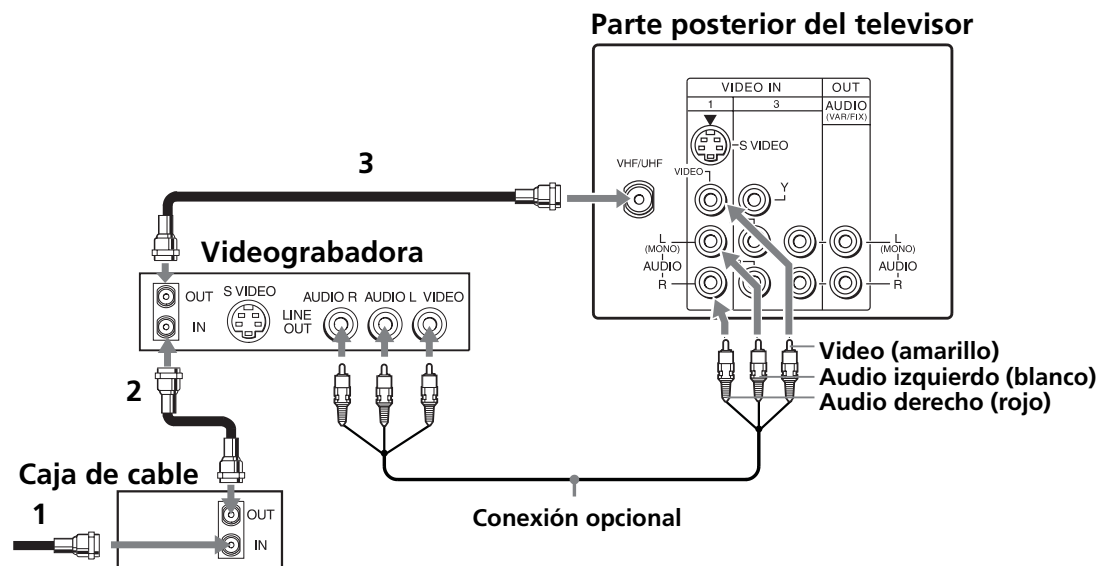 Parte posterior del televisor
VIDEO IN
OUT
1
3
AUDIO
(VAR/FIX)
S VIDEO
3
VHF/UHF
VIDEO
Y
L
(MONO)
AUDIO
R
L
(MONO)
AUDIO
R
Videograbadora
OUT
IN
S VIDEO
LINE
OUT
AUDIO R
AUDIO L
VIDEO
Video (amarillo)
Audio izquierdo (blanco)
Audio derecho (rojo)
2
Caja de cable
1
OUT
IN
Conexión opcional